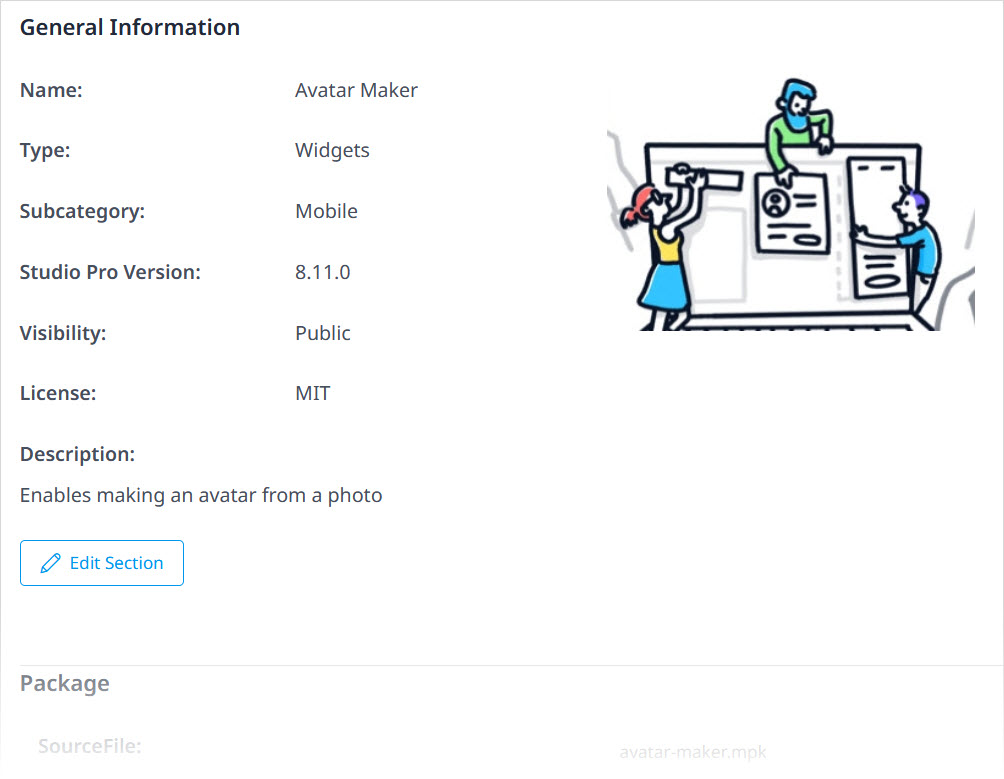 General Information
Name: Avatar Maker
Type: Widgets
Subcategory: Mobile
Studio Pro Version: 8.11.0
Visibility: Public
License: MIT
Description:
Enables making an avatar from a photo
Edit Section
Package
SourceFile: avatar-maker.mpk